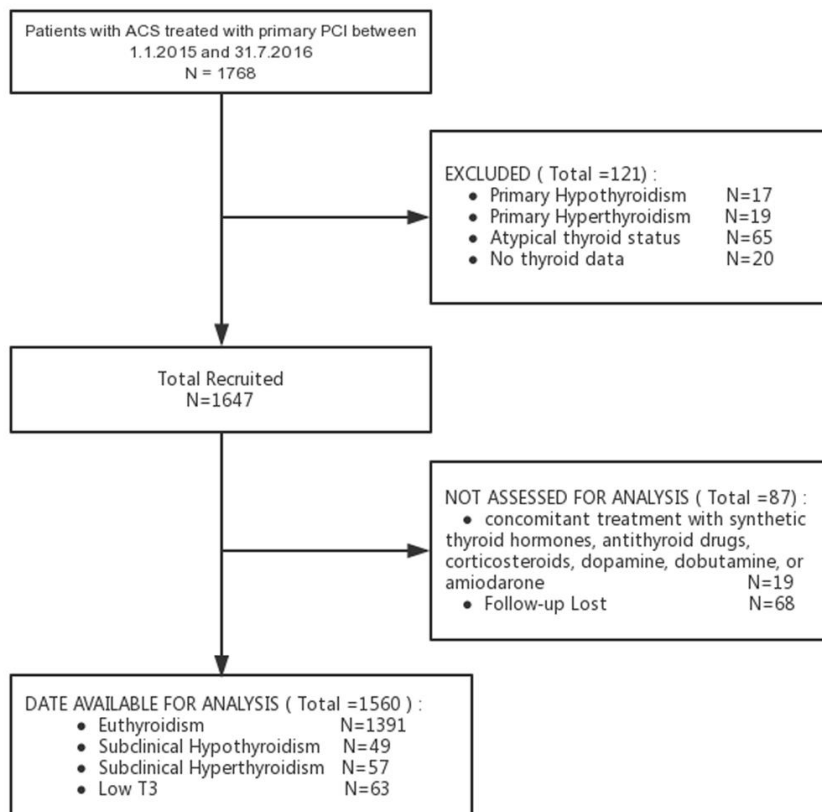 Patients with ACS treated with primary PCI between
1.1.2015 and 31.7.2016
N = 1768
EXCLUDED ( Total =121) :
● Primary Hypothyroidism N=17
● Primary Hyperthyroidism N=19
● Atypical thyroid status N=65
● No thyroid data N=20
Total Recruited
N=1647
NOT ASSESSED FOR ANALYSIS ( Total =87) :
● concomitant treatment with synthetic
thyroid hormones, antithyroid drugs,
corticosteroids, dopamine, dobutamine, or
amiodarone N=19
● Follow-up Lost N=68
DATE AVAILABLE FOR ANALYSIS ( Total =1560 ) :
● Euthyroidism N=1391
● Subclinical Hypothyroidism N=49
● Subclinical Hyperthyroidism N=57
● Low T3 N=63